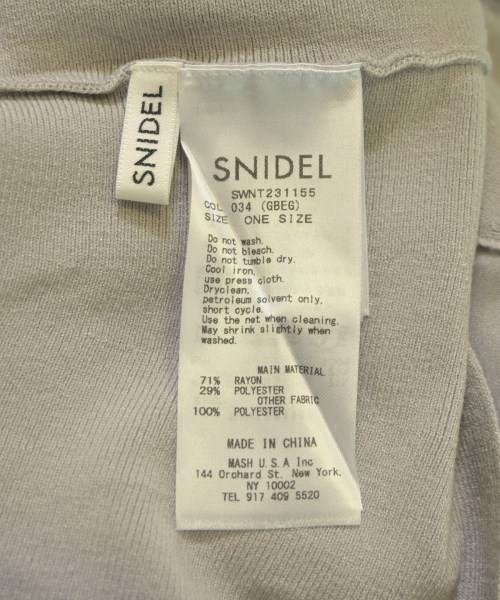 SNIDEL
SNIDEL
SWNT231155
COL 034 (GBEG)
SIZE ONE SIZE
Do not wash.
Do not bleach.
Do not tumble dry.
Cool iron,
use press cloth.
Dryclean,
petroleum solvent only,
short cycle.
Use the net when cleaning.
May shrink slightly when
washed.
MAIN MATERIAL
71% RAYON
29% POLYESTER
OTHER FABRIC
100% POLYESTER
MADE IN CHINA
MASH U.S.A Inc
144 Orchard St. New York.
NY 10002
TEL 917 409 5520